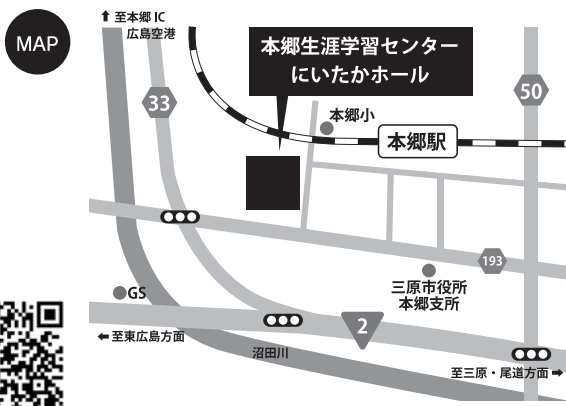 MAP
↑至本郷IC
広島空港
本郷生涯学習センター
にいたかホール
33
50
本郷小
本郷駅
193
三原市役所
本郷支所
GS
2
←至東広島方面
沼田川
至三原・尾道方面➡